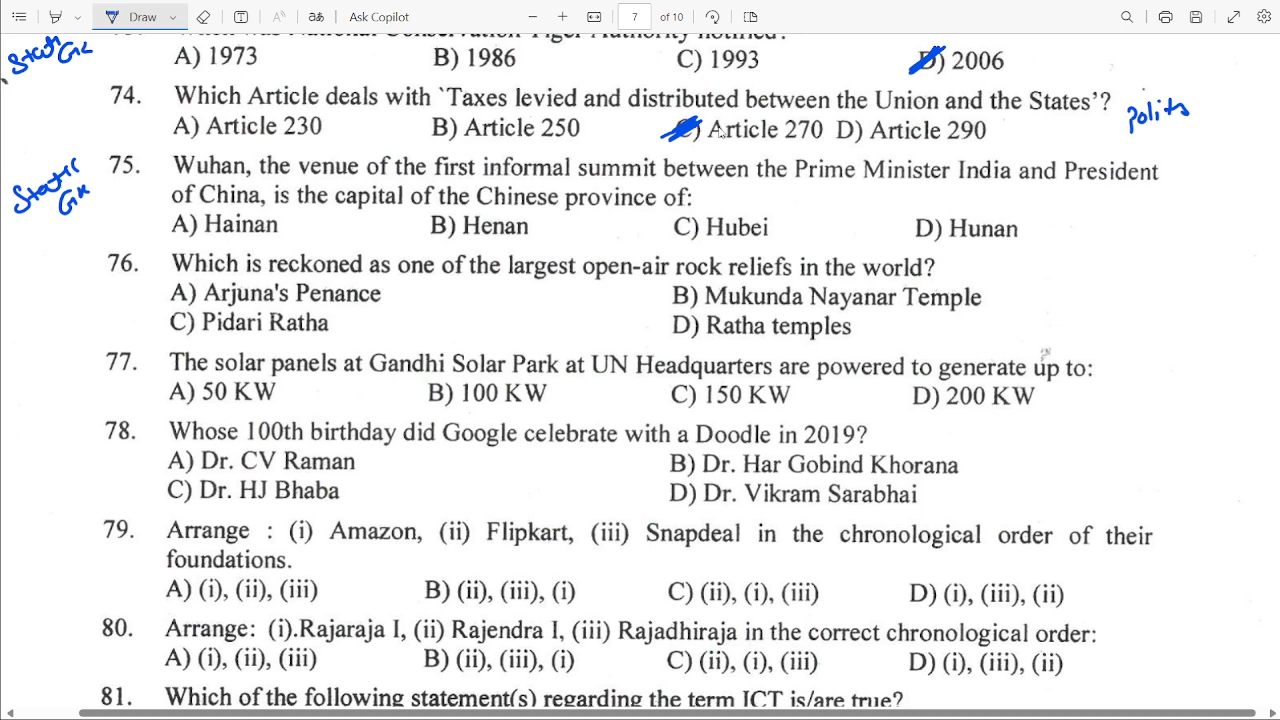 Draw
Ask Copilot
7 of 10
A) 1973 B) 1986 C) 1993 D) 2006
Static GK
74. Which Article deals with `Taxes levied and distributed between the Union and the States'?
A) Article 230 B) Article 250 C) Article 270 D) Article 290
Polity
75. Wuhan, the venue of the first informal summit between the Prime Minister India and President
of China, is the capital of the Chinese province of:
Static GK
A) Hainan B) Henan C) Hubei D) Hunan
76. Which is reckoned as one of the largest open-air rock reliefs in the world?
A) Arjuna's Penance B) Mukunda Nayanar Temple
C) Pidari Ratha D) Ratha temples
77. The solar panels at Gandhi Solar Park at UN Headquarters are powered to generate up to:
A) 50 KW B) 100 KW C) 150 KW D) 200 KW
78. Whose 100th birthday did Google celebrate with a Doodle in 2019?
A) Dr. CV Raman B) Dr. Har Gobind Khorana
C) Dr. HJ Bhaba D) Dr. Vikram Sarabhai
79. Arrange : (i) Amazon, (ii) Flipkart, (iii) Snapdeal in the chronological order of their
foundations.
A) (i), (ii), (iii) B) (ii), (iii), (i) C) (ii), (i), (iii) D) (i), (iii), (ii)
80. Arrange: (i).Rajaraja I, (ii) Rajendra I, (iii) Rajadhiraja in the correct chronological order:
A) (i), (ii), (iii) B) (ii), (iii), (i) C) (ii), (i), (iii) D) (i), (iii), (ii)
81. Which of the following statement(s) regarding the term ICT is/are true?